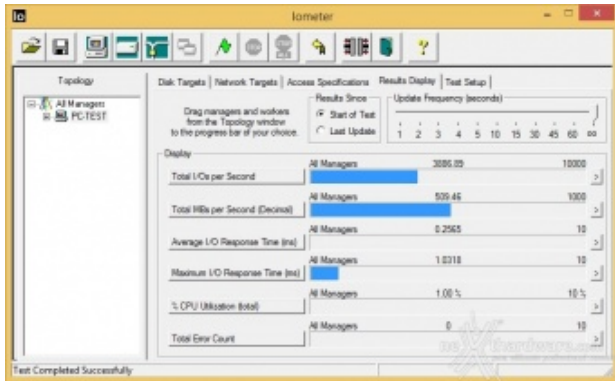 Iometer
Topology
All Managers
PC-TEST
Disk Targets | Network Targets | Access Specifications | Results Display | Test Setup
Drag managers and workers
from the Topology window
to the progress bar of your choice.
Results Since
Start of Test
Last Update
Update Frequency (seconds)
1 2 3 4 5 10 15 30 45 60 oo
Display
All Managers 3886.89 10000
Total I/Os per Second
All Managers 509.46 1000
Total MBs per Second (Decimal)
All Managers 0.2565 10
Average I/O Response Time (ms)
All Managers 1.0318 10
Maximum I/O Response Time (ms)
All Managers 1.00 % 10 %
% CPU Utilization (total)
All Managers 0 10
Total Error Count
Test Completed Successfully